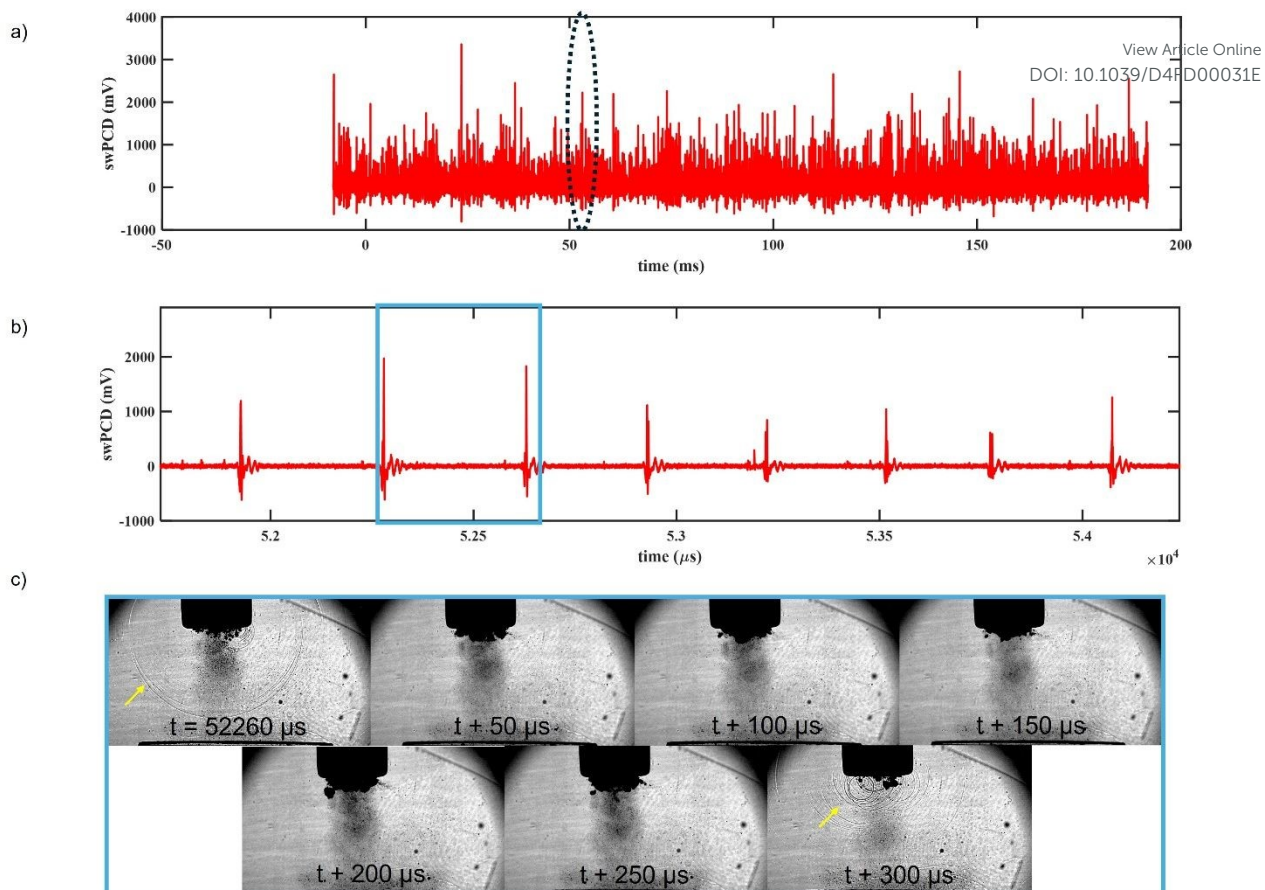 a)
4000
3000
2000
1000
0
-1000
swPCD (mV)
-50
0
50
100
150
200
time (ms)
View Article Online
DOI: 10.1039/D4FD00031E
b)
2000
1000
0
-1000
swPCD (mV)
5.2
5.25
5.3
5.35
5.4
time (μs)
×10⁴
c)
t = 52260 μs
t + 50 μs
t + 100 μs
t + 150 μs
t + 200 μs
t + 250 μs
t + 300 μs